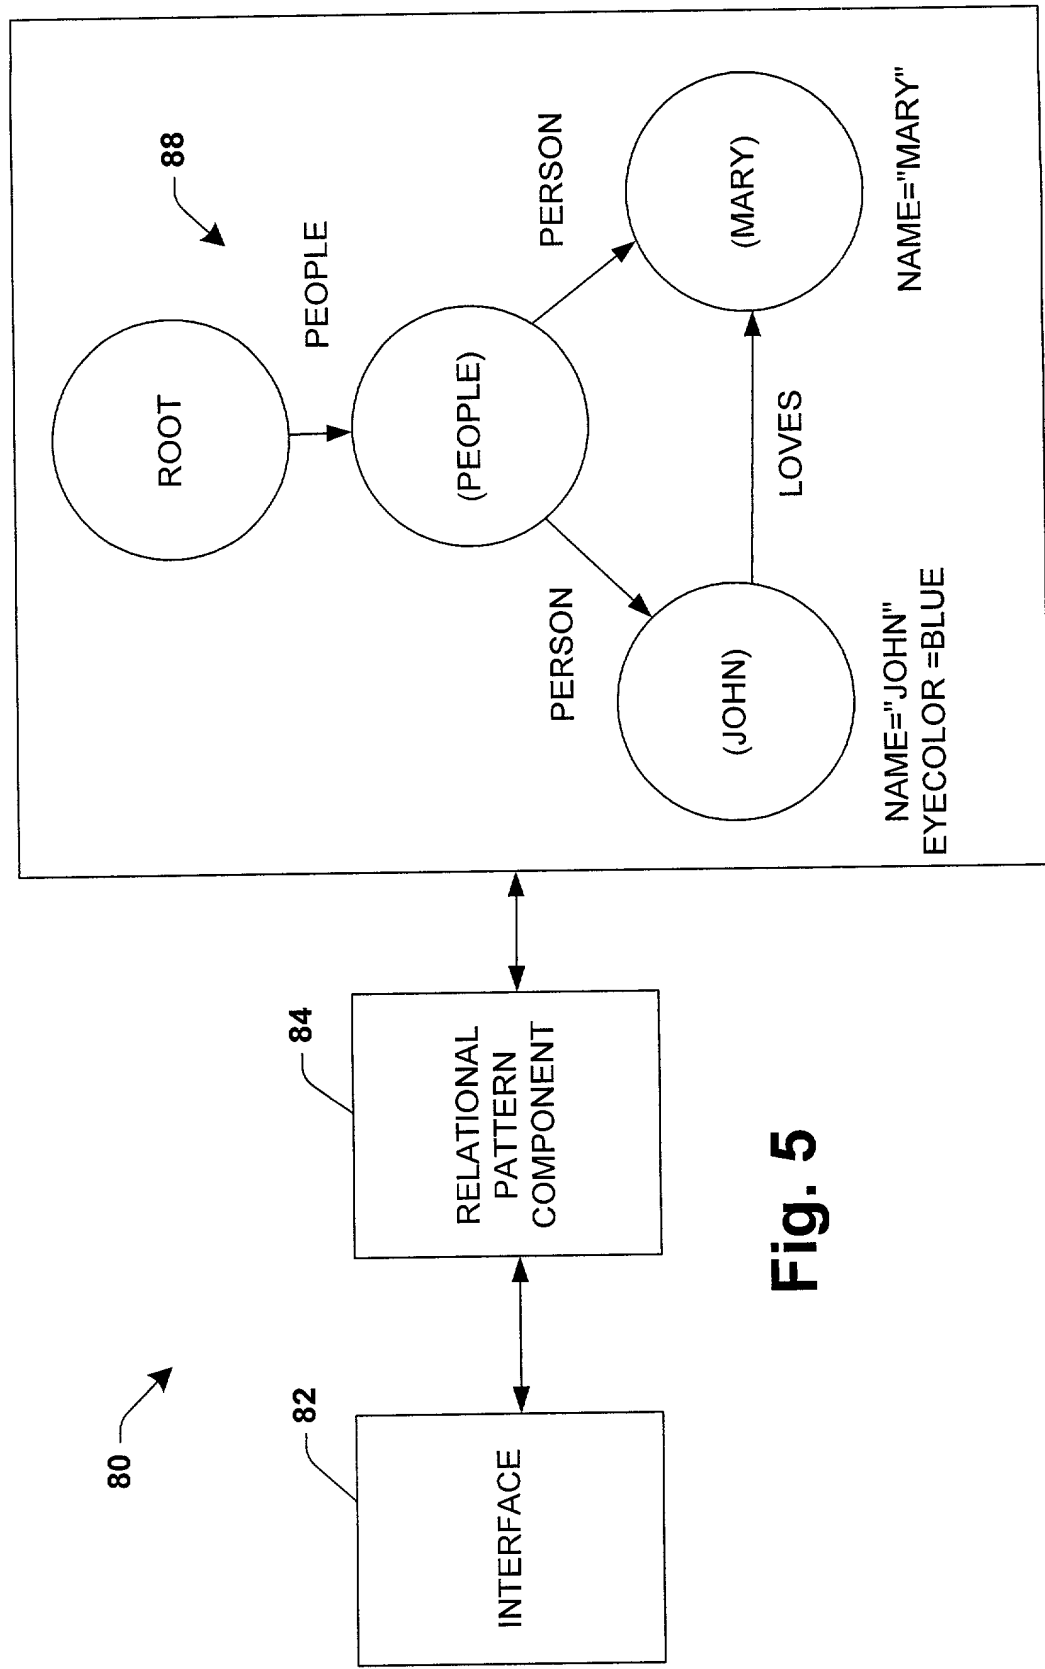 80
82
INTERFACE
84
RELATIONAL
PATTERN
COMPONENT
88
ROOT
PEOPLE
(PEOPLE)
PERSON
PERSON
(JOHN)
(MARY)
LOVES
NAME="JOHN"
EYECOLOR =BLUE
NAME="MARY"
Fig. 5